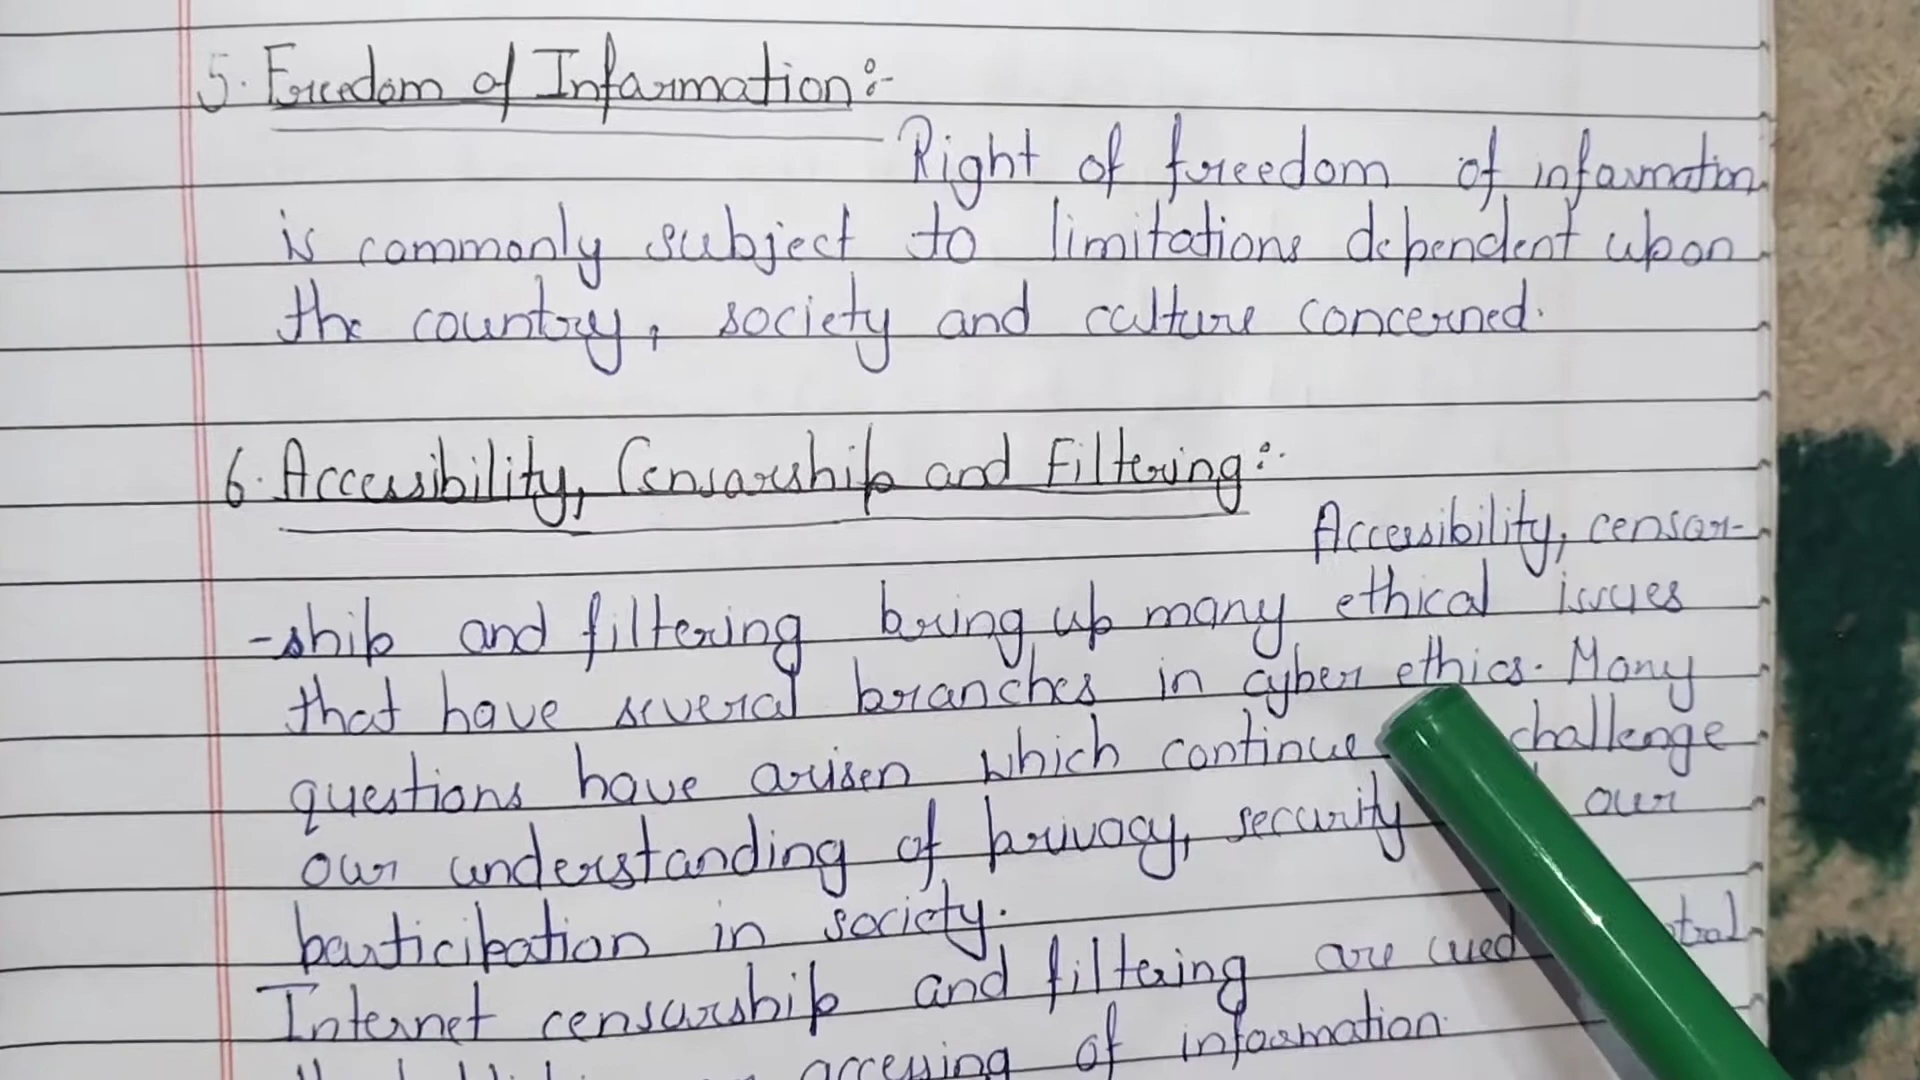 5. Freedom of Information:-
Right of freedom of information
is commonly subject to limitations dependent upon
the country, society and culture concerned.
6. Accessibility, Censorship and Filtering:-
Accessibility, censor-
-ship and filtering bring up many ethical issues
that have several branches in cyber ethics. Many
questions have arisen which continue challenge
our understanding of privacy, security our
participation in society.
Internet censorship and filtering are used
accessing of information